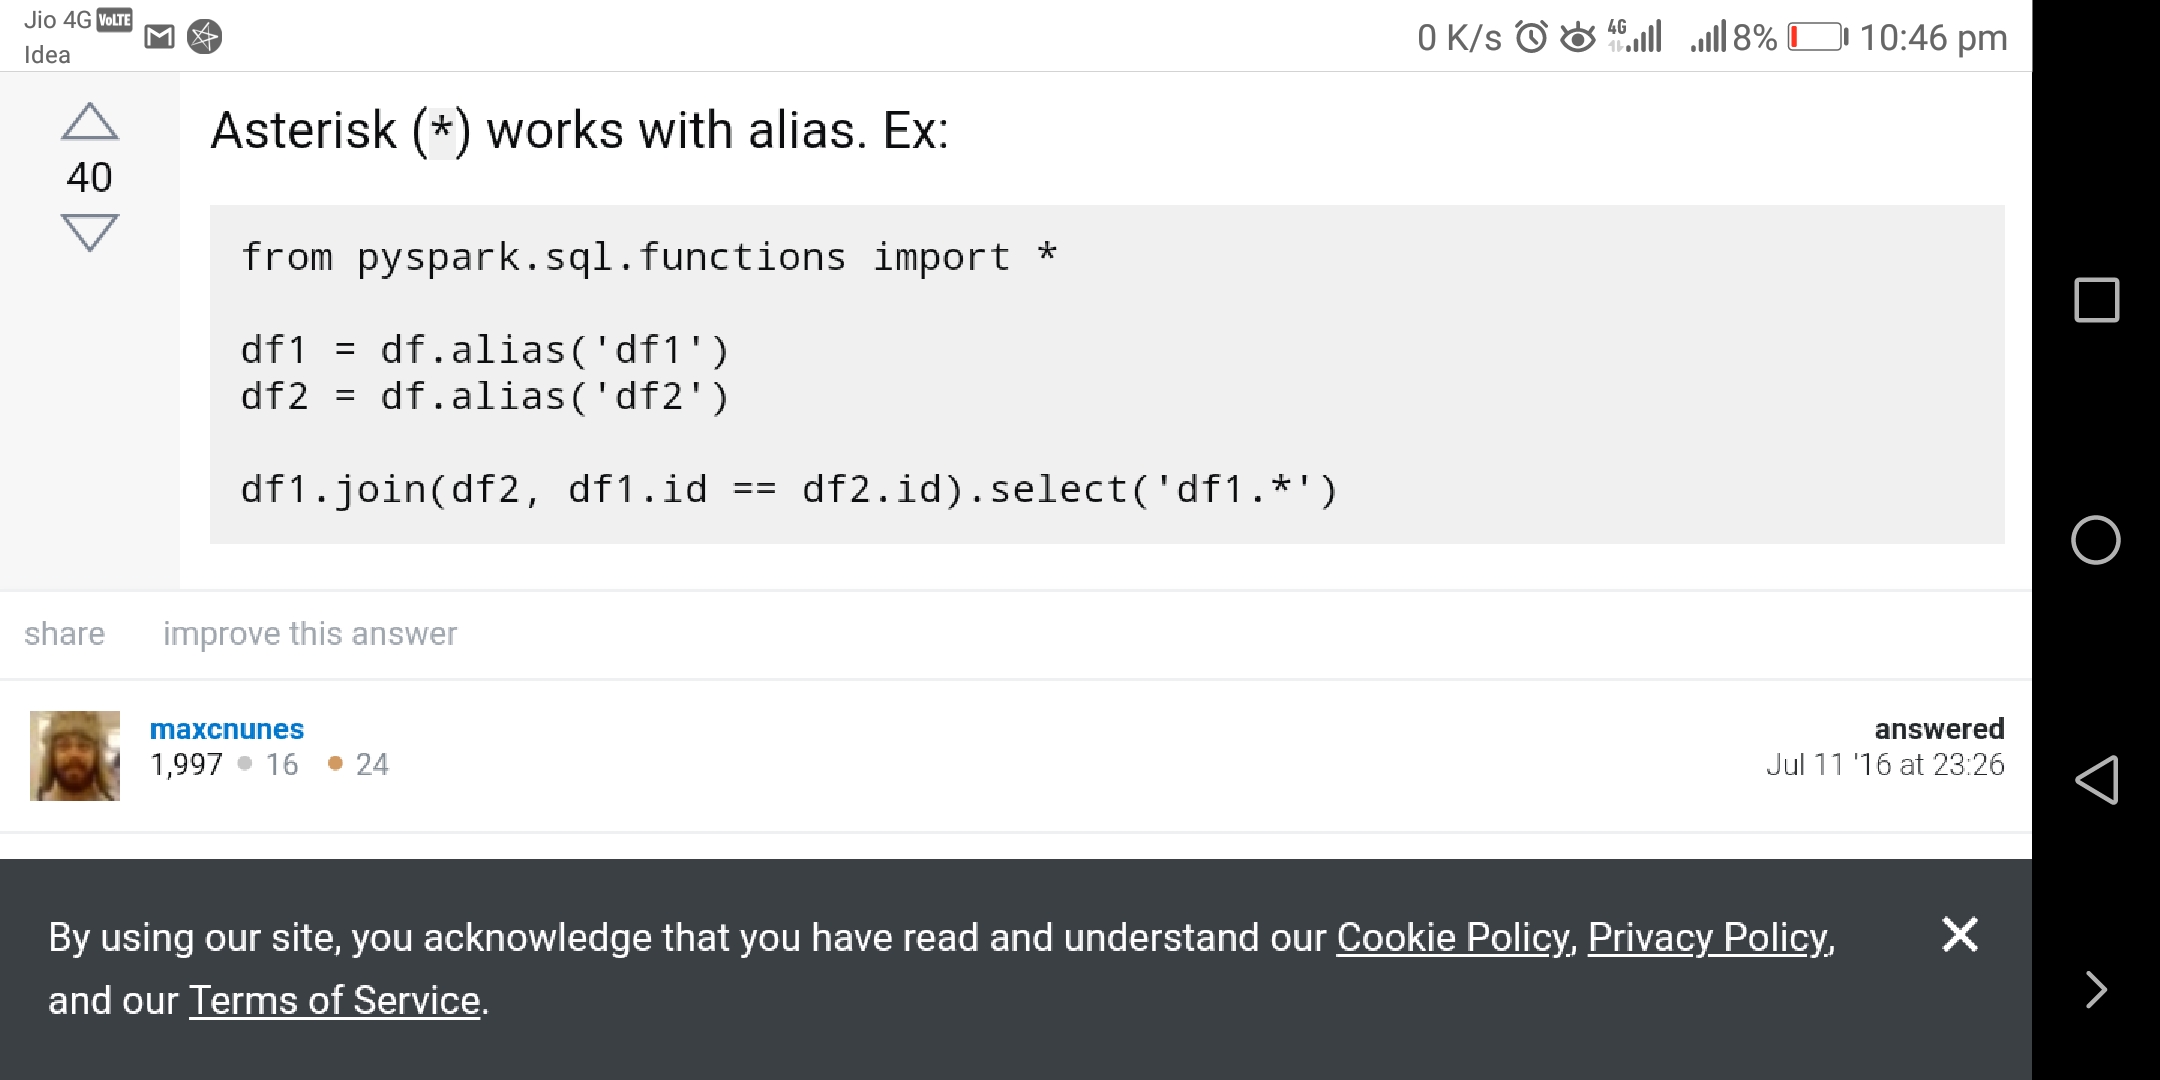 Jio 4G VoLTE
Idea
0 K/s 4G 8% 10:46 pm
40
Asterisk (*) works with alias. Ex:
from pyspark.sql.functions import *
df1 = df.alias('df1')
df2 = df.alias('df2')
df1.join(df2, df1.id == df2.id).select('df1.*')
share improve this answer
maxcnunes answered
1,997 16 24 Jul 11 '16 at 23:26
By using our site, you acknowledge that you have read and understand our Cookie Policy, Privacy Policy,
and our Terms of Service.